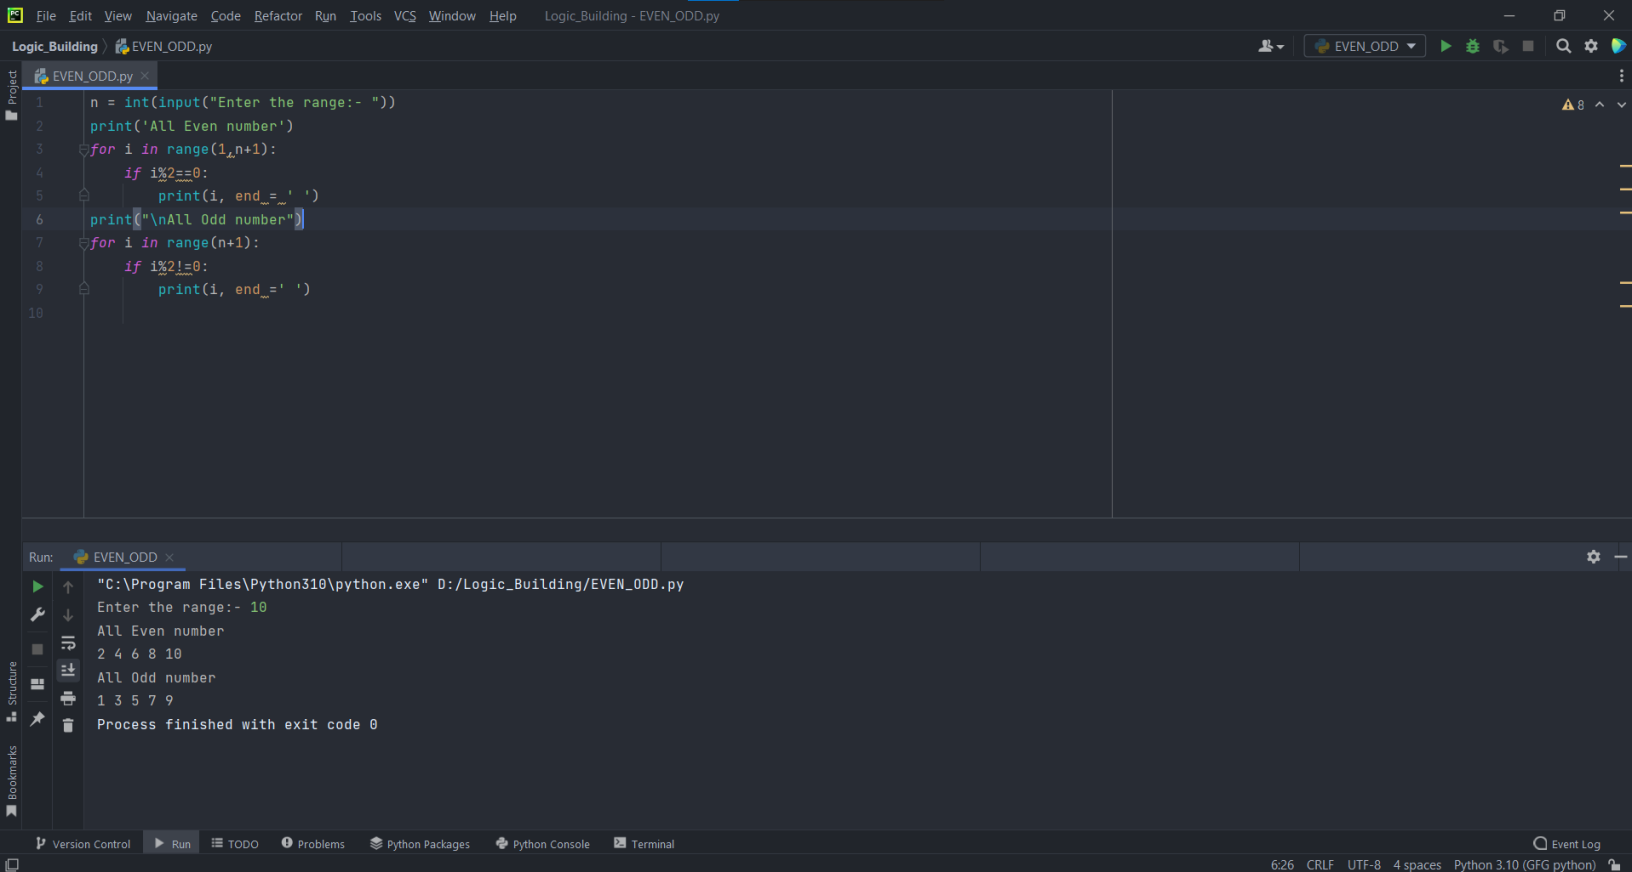 PC File Edit View Navigate Code Refactor Run Tools VCS Window Help Logic_Building - EVEN_ODD.py
Logic_Building EVEN_ODD.py EVEN_ODD
Project
EVEN_ODD.py
8
1 n = int(input("Enter the range:- "))
2 print('All Even number')
3 for i in range(1,n+1):
4 if i%2==0:
5 print(i, end = ' ')
6 print("\nAll Odd number")
7 for i in range(n+1):
8 if i%2!=0:
9 print(i, end =' ')
10
Run: EVEN_ODD
"C:\Program Files\Python310\python.exe" D:/Logic_Building/EVEN_ODD.py
Enter the range:- 10
All Even number
2 4 6 8 10
All Odd number
1 3 5 7 9
Process finished with exit code 0
Structure
Bookmarks
Version Control Run TODO Problems Python Packages Python Console Terminal Event Log
6:26 CRLF UTF-8 4 spaces Python 3.10 (GFG python)